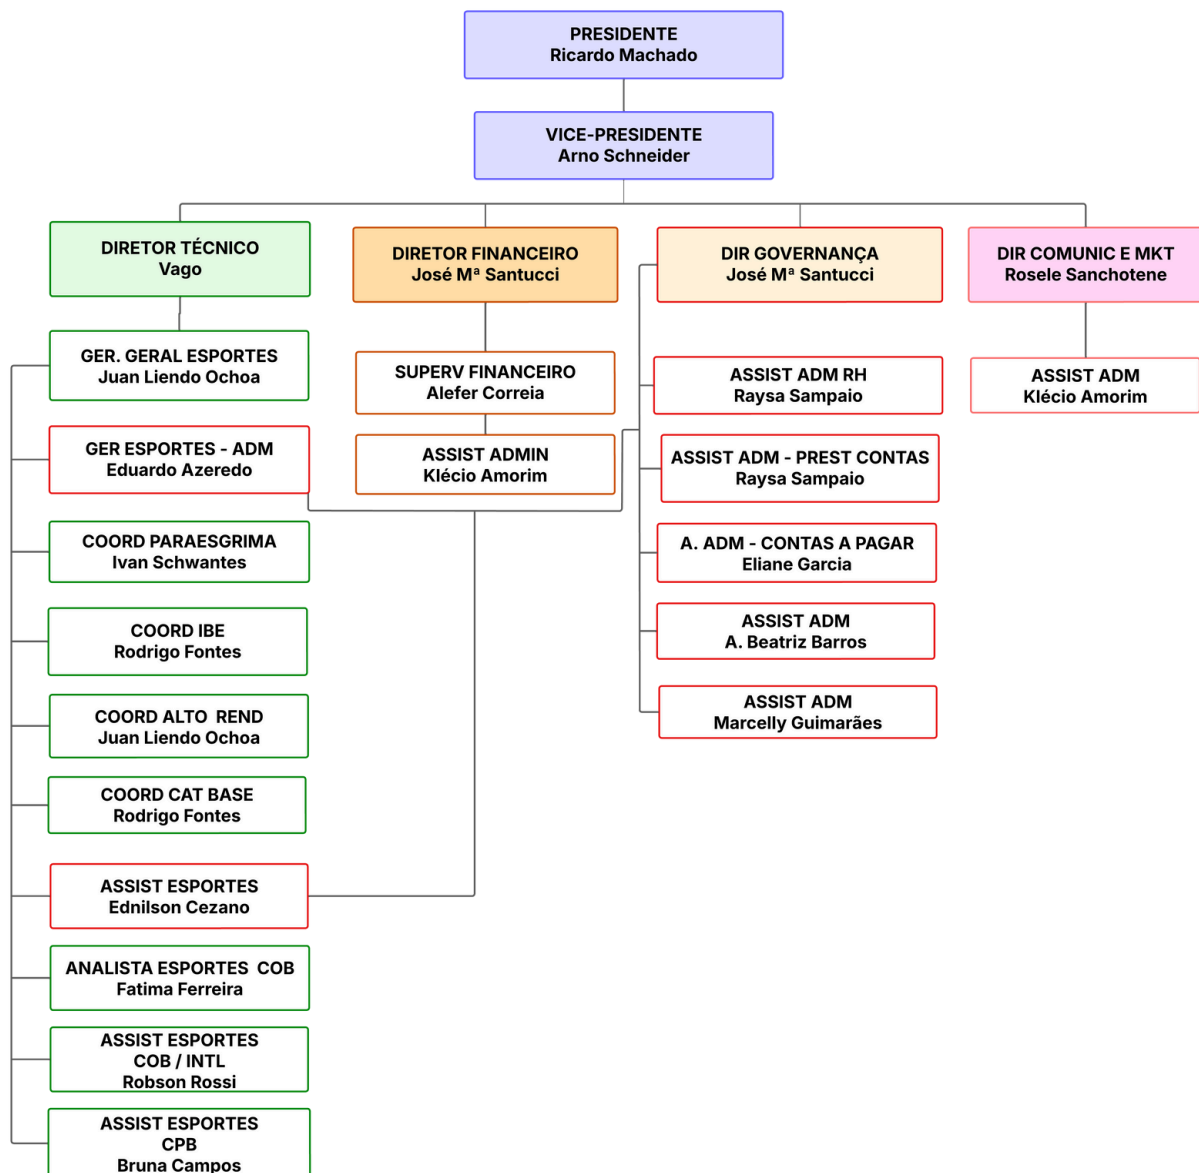 PRESIDENTE
Ricardo Machado
VICE-PRESIDENTE
Arno Schneider
DIRETOR TÉCNICO
Vago
DIRETOR FINANCEIRO
José Mª Santucci
DIR GOVERNANÇA
José Mª Santucci
DIR COMUNIC E MKT
Rosele Sanchotene
GER. GERAL ESPORTES
Juan Liendo Ochoa
GER ESPORTES - ADM
Eduardo Azeredo
COORD PARAESGRIMA
Ivan Schwantes
COORD IBE
Rodrigo Fontes
COORD ALTO  REND
Juan Liendo Ochoa
COORD CAT BASE
Rodrigo Fontes
ASSIST ESPORTES
Ednilson Cezano
ANALISTA ESPORTES  COB
Fatima Ferreira
ASSIST ESPORTES
COB / INTL
Robson Rossi
ASSIST ESPORTES
CPB
Bruna Campos
SUPERV FINANCEIRO
Alefer Correia
ASSIST ADMIN
Klécio Amorim
ASSIST ADM RH
Raysa Sampaio
ASSIST ADM - PREST CONTAS
Raysa Sampaio
A. ADM - CONTAS A PAGAR
Eliane Garcia
ASSIST ADM
A. Beatriz Barros
ASSIST ADM
Marcelly Guimarães
ASSIST ADM
Klécio Amorim